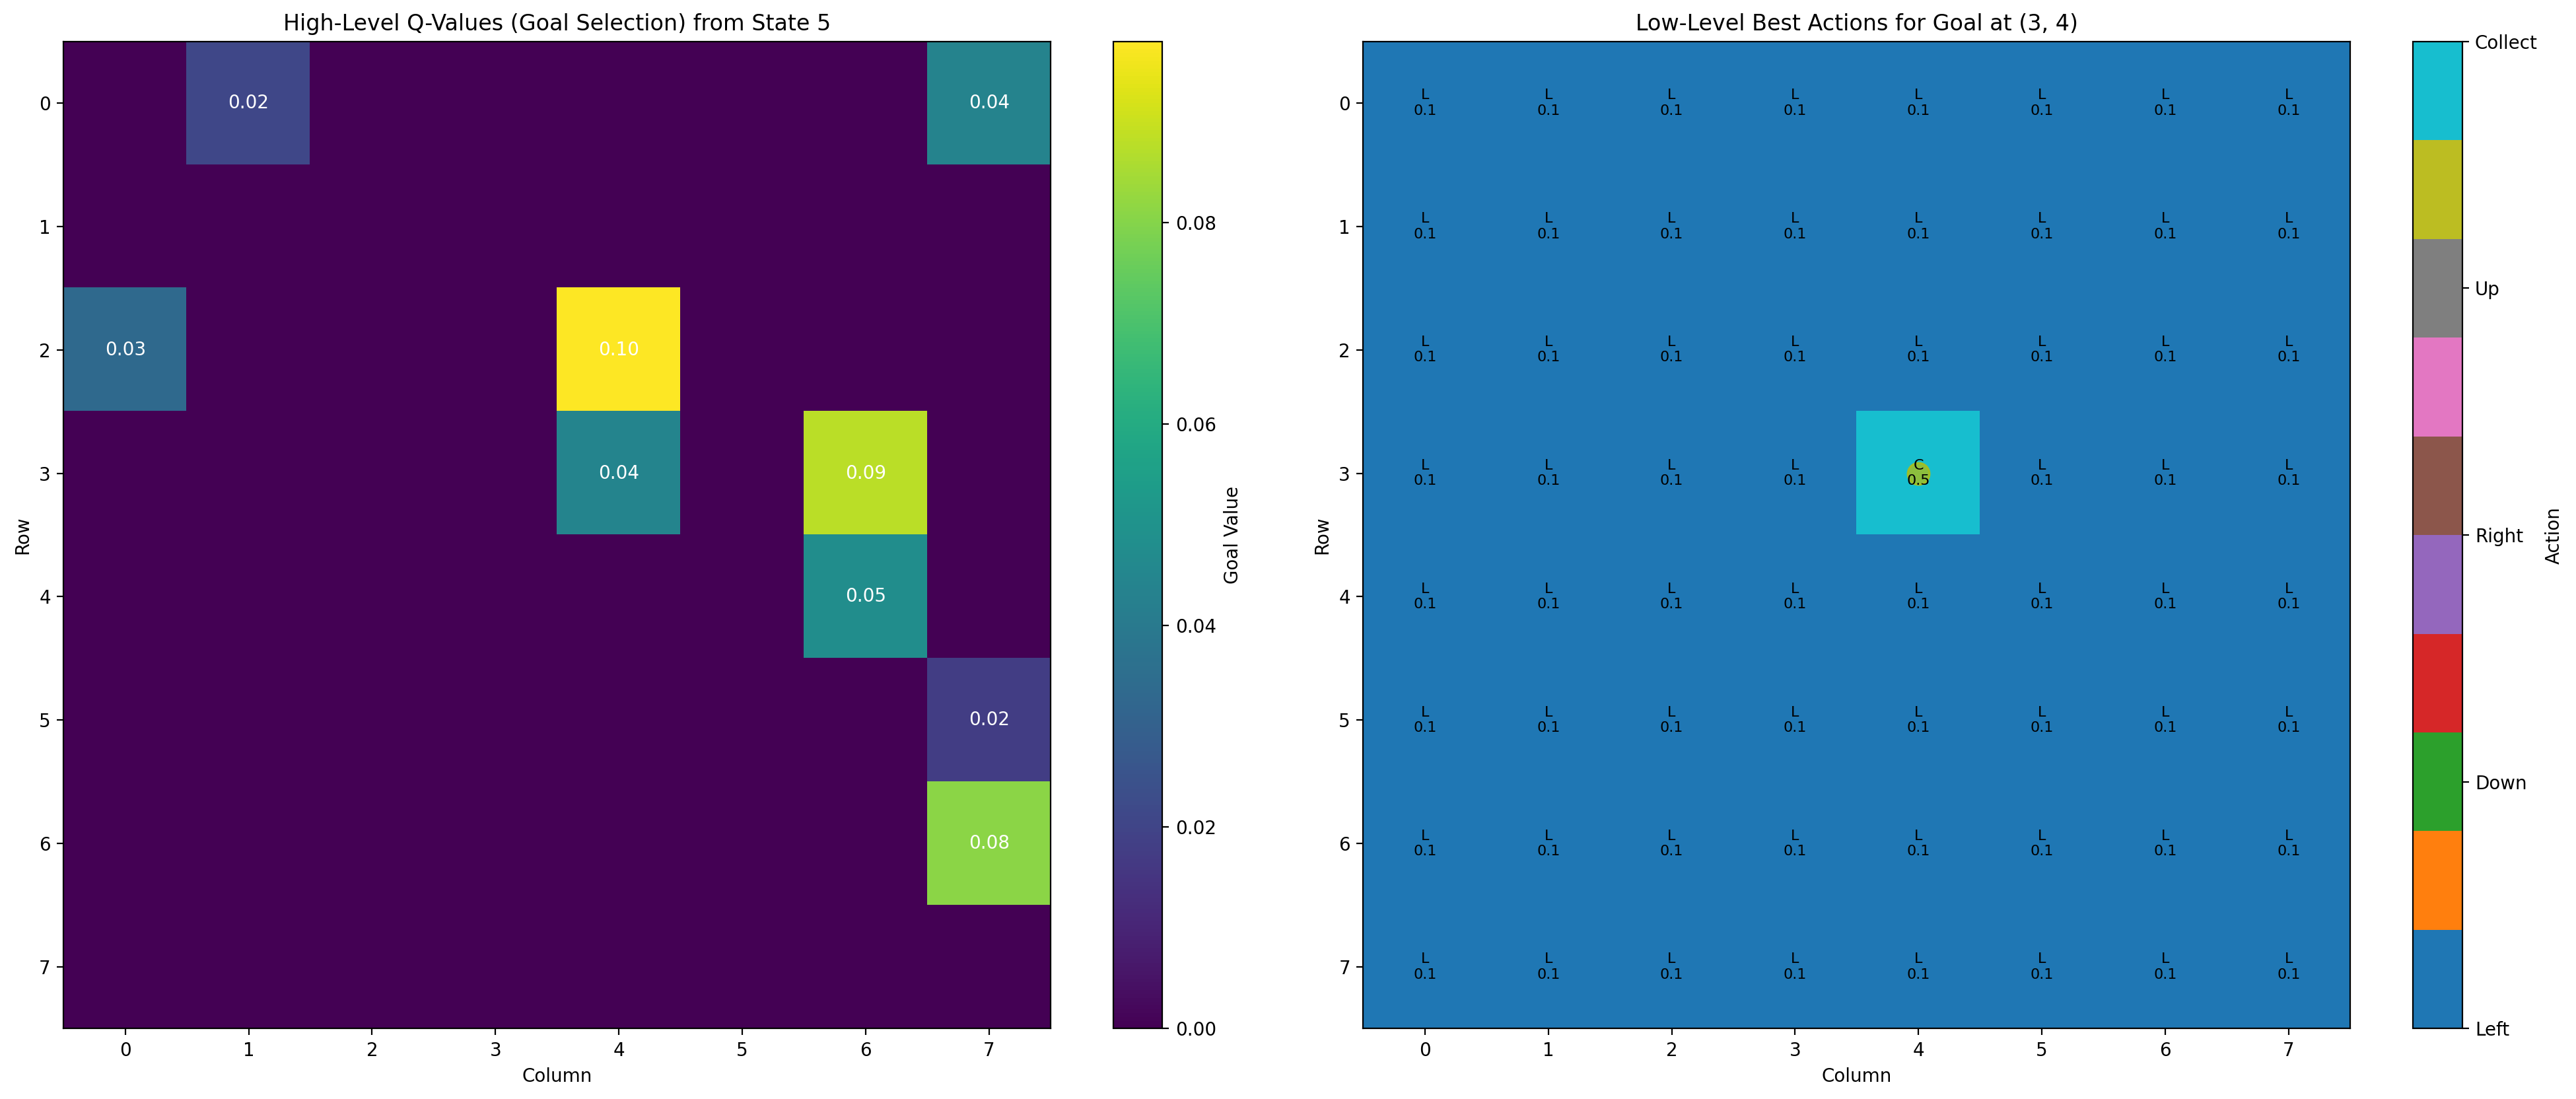 High-Level Q-Values (Goal Selection) from State 5
0.02
0.04
0.03
0.10
0.04
0.09
0.05
0.02
0.08
0
1
2
3
4
5
6
7
Row
0 1 2 3 4 5 6 7
Column
0.08
0.06
0.04
0.02
0.00
Goal Value
Low-Level Best Actions for Goal at (3, 4)
0
L L L L L L L L
0.1 0.1 0.1 0.1 0.1 0.1 0.1 0.1
1
L L L L L L L L
0.1 0.1 0.1 0.1 0.1 0.1 0.1 0.1
2
L L L L L L L L
0.1 0.1 0.1 0.1 0.1 0.1 0.1 0.1
3
L L L L C L L L
0.1 0.1 0.1 0.1 0.5 0.1 0.1 0.1
4
L L L L L L L L
0.1 0.1 0.1 0.1 0.1 0.1 0.1 0.1
5
L L L L L L L L
0.1 0.1 0.1 0.1 0.1 0.1 0.1 0.1
6
L L L L L L L L
0.1 0.1 0.1 0.1 0.1 0.1 0.1 0.1
7
L L L L L L L L
0.1 0.1 0.1 0.1 0.1 0.1 0.1 0.1
Row
0 1 2 3 4 5 6 7
Column
Collect
Up
Right
Down
Left
Action